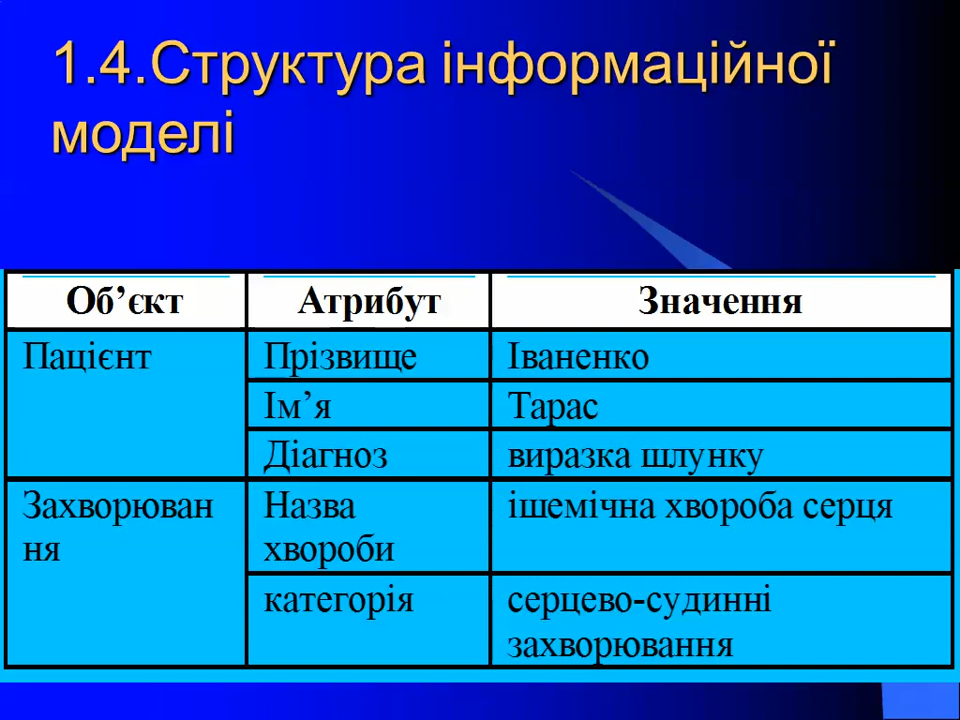 1.4.Структура інформаційної
моделі
Об’єкт Атрибут Значення
Пацієнт Прізвище Іваненко
Ім’я Тарас
Діагноз виразка шлунку
Захворюван Назва ішемічна хвороба серця
ня хвороби
категорія серцево-судинні
захворювання